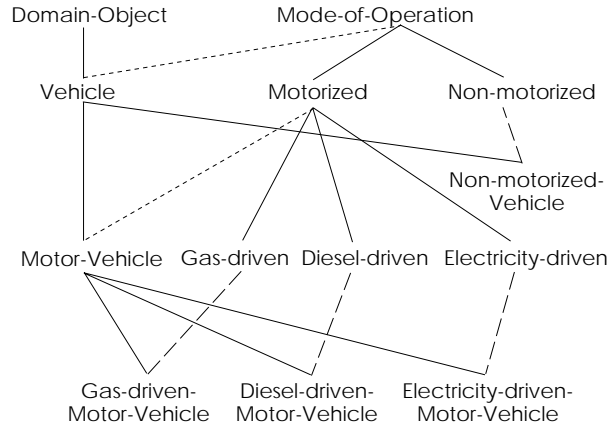 Domain-Object
Mode-of-Operation
Vehicle
Motorized
Non-motorized
Non-motorized-
Vehicle
Motor-Vehicle
Gas-driven
Diesel-driven
Electricity-driven
Gas-driven-
Motor-Vehicle
Diesel-driven-
Motor-Vehicle
Electricity-driven-
Motor-Vehicle